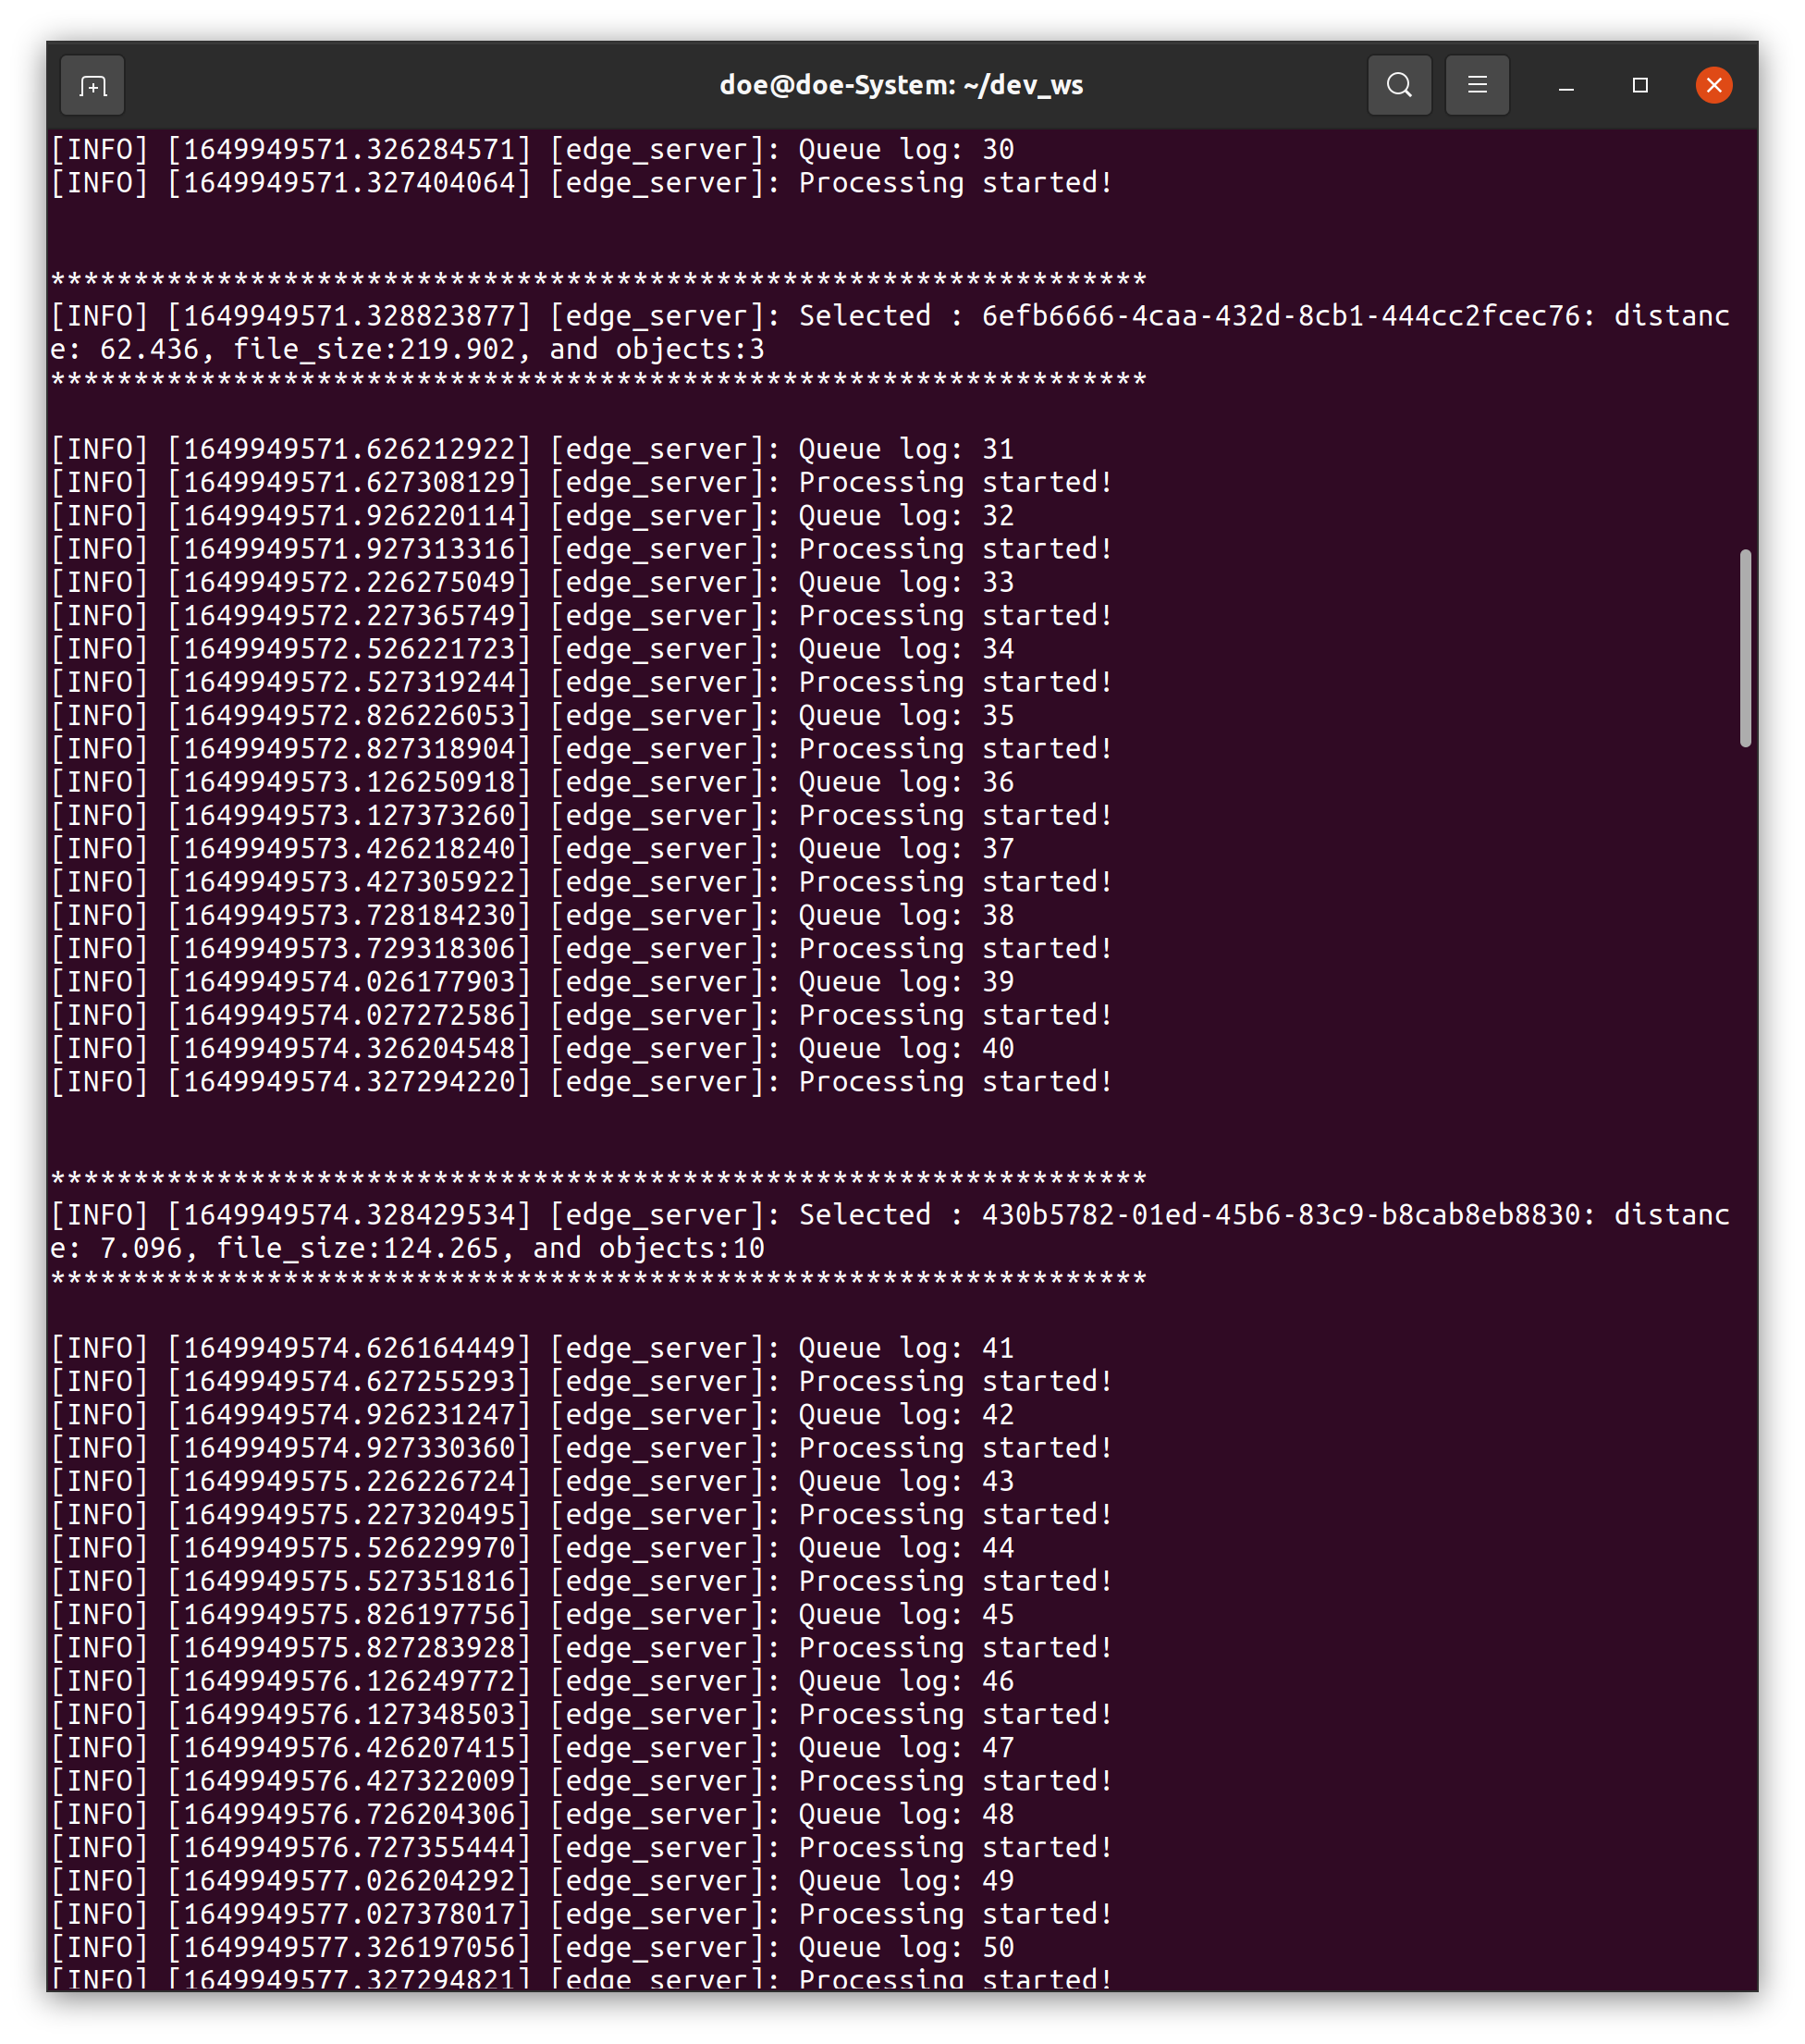 doe@doe-System: ~/dev_ws
[INFO] [1649949571.326284571] [edge_server]: Queue log: 30
[INFO] [1649949571.327404064] [edge_server]: Processing started!
******************************************************************
[INFO] [1649949571.328823877] [edge_server]: Selected : 6efb6666-4caa-432d-8cb1-444cc2fcec76: distanc
e: 62.436, file_size:219.902, and objects:3
******************************************************************
[INFO] [1649949571.626212922] [edge_server]: Queue log: 31
[INFO] [1649949571.627308129] [edge_server]: Processing started!
[INFO] [1649949571.926220114] [edge_server]: Queue log: 32
[INFO] [1649949571.927313316] [edge_server]: Processing started!
[INFO] [1649949572.226275049] [edge_server]: Queue log: 33
[INFO] [1649949572.227365749] [edge_server]: Processing started!
[INFO] [1649949572.526221723] [edge_server]: Queue log: 34
[INFO] [1649949572.527319244] [edge_server]: Processing started!
[INFO] [1649949572.826226053] [edge_server]: Queue log: 35
[INFO] [1649949572.827318904] [edge_server]: Processing started!
[INFO] [1649949573.126250918] [edge_server]: Queue log: 36
[INFO] [1649949573.127373260] [edge_server]: Processing started!
[INFO] [1649949573.426218240] [edge_server]: Queue log: 37
[INFO] [1649949573.427305922] [edge_server]: Processing started!
[INFO] [1649949573.728184230] [edge_server]: Queue log: 38
[INFO] [1649949573.729318306] [edge_server]: Processing started!
[INFO] [1649949574.026177903] [edge_server]: Queue log: 39
[INFO] [1649949574.027272586] [edge_server]: Processing started!
[INFO] [1649949574.326204548] [edge_server]: Queue log: 40
[INFO] [1649949574.327294220] [edge_server]: Processing started!
******************************************************************
[INFO] [1649949574.328429534] [edge_server]: Selected : 430b5782-01ed-45b6-83c9-b8cab8eb8830: distanc
e: 7.096, file_size:124.265, and objects:10
******************************************************************
[INFO] [1649949574.626164449] [edge_server]: Queue log: 41
[INFO] [1649949574.627255293] [edge_server]: Processing started!
[INFO] [1649949574.926231247] [edge_server]: Queue log: 42
[INFO] [1649949574.927330360] [edge_server]: Processing started!
[INFO] [1649949575.226226724] [edge_server]: Queue log: 43
[INFO] [1649949575.227320495] [edge_server]: Processing started!
[INFO] [1649949575.526229970] [edge_server]: Queue log: 44
[INFO] [1649949575.527351816] [edge_server]: Processing started!
[INFO] [1649949575.826197756] [edge_server]: Queue log: 45
[INFO] [1649949575.827283928] [edge_server]: Processing started!
[INFO] [1649949576.126249772] [edge_server]: Queue log: 46
[INFO] [1649949576.127348503] [edge_server]: Processing started!
[INFO] [1649949576.426207415] [edge_server]: Queue log: 47
[INFO] [1649949576.427322009] [edge_server]: Processing started!
[INFO] [1649949576.726204306] [edge_server]: Queue log: 48
[INFO] [1649949576.727355444] [edge_server]: Processing started!
[INFO] [1649949577.026204292] [edge_server]: Queue log: 49
[INFO] [1649949577.027378017] [edge_server]: Processing started!
[INFO] [1649949577.326197056] [edge_server]: Queue log: 50
[INFO] [1649949577.327294821] [edge_server]: Processing started!